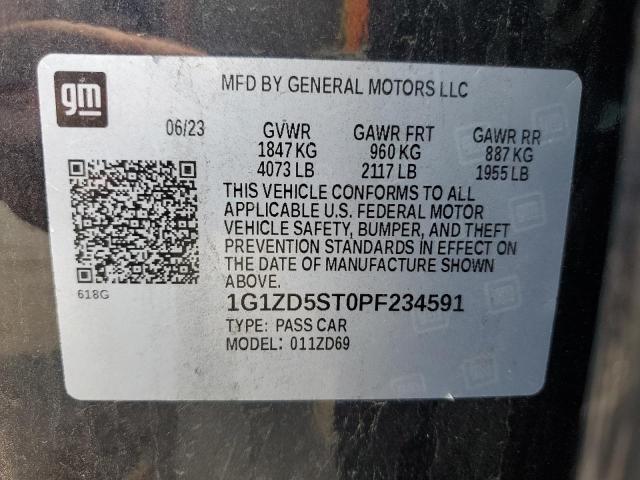 gm
MFD BY GENERAL MOTORS LLC
06/23 GVWR GAWR FRT GAWR RR
1847 KG 960 KG 887 KG
4073 LB 2117 LB 1955 LB
THIS VEHICLE CONFORMS TO ALL
APPLICABLE U.S. FEDERAL MOTOR
VEHICLE SAFETY, BUMPER, AND THEFT
PREVENTION STANDARDS IN EFFECT ON
THE DATE OF MANUFACTURE SHOWN
ABOVE.
618G
1G1ZD5ST0PF234591
TYPE: PASS CAR
MODEL: 011ZD69